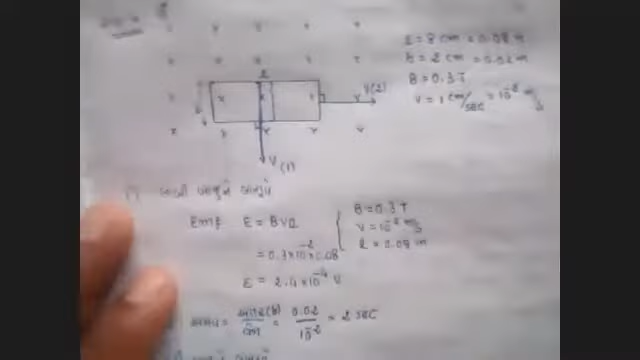 l = 8 cm = 0.08 m
b = 2 cm = 0.02 m
B = 0.3 T
V = 1 cm/sec = 10⁻² m/s
l
V(2)
V(1)
Emf E = BVl
= 0.3×10⁻²×0.08
E = 2.4×10⁻⁴ V
B = 0.3 T
V = 10⁻² m/s
l = 0.08 m
સમય = અંતર(b)/વેગ = 0.02/10⁻² = 2 sec